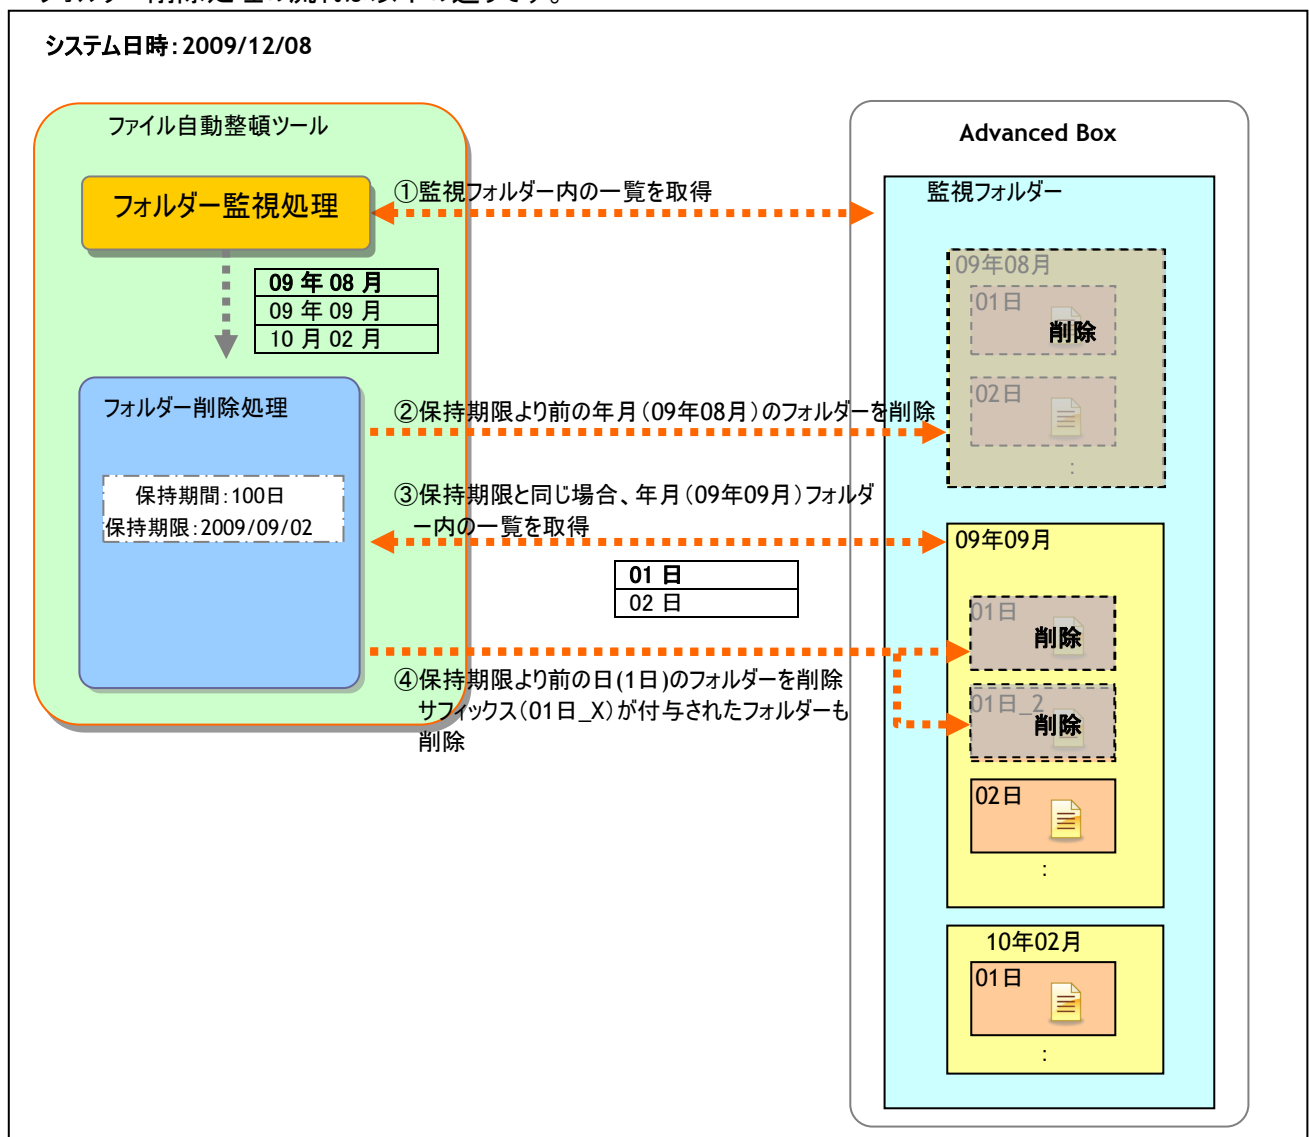 システム日時：2009/12/08
ファイル自動整頓ツール
フォルダー監視処理
09 年 08 月
09 年 09 月
10 月 02 月
フォルダー削除処理
保持期間：100日
保持期限：2009/09/02
①監視フォルダー内の一覧を取得
②保持期限より前の年月（09年08月）のフォルダーを削除
③保持期限と同じ場合、年月（09年09月）フォルダ
ー内の一覧を取得
01 日
02 日
④保持期限より前の日(1日)のフォルダーを削除
サフィックス（01日_X）が付与されたフォルダーも
削除
Advanced Box
監視フォルダー
09年08月
01日
削除
02日
：
09年09月
01日
削除
01日_2
削除
02日
：
10年02月
01日
：